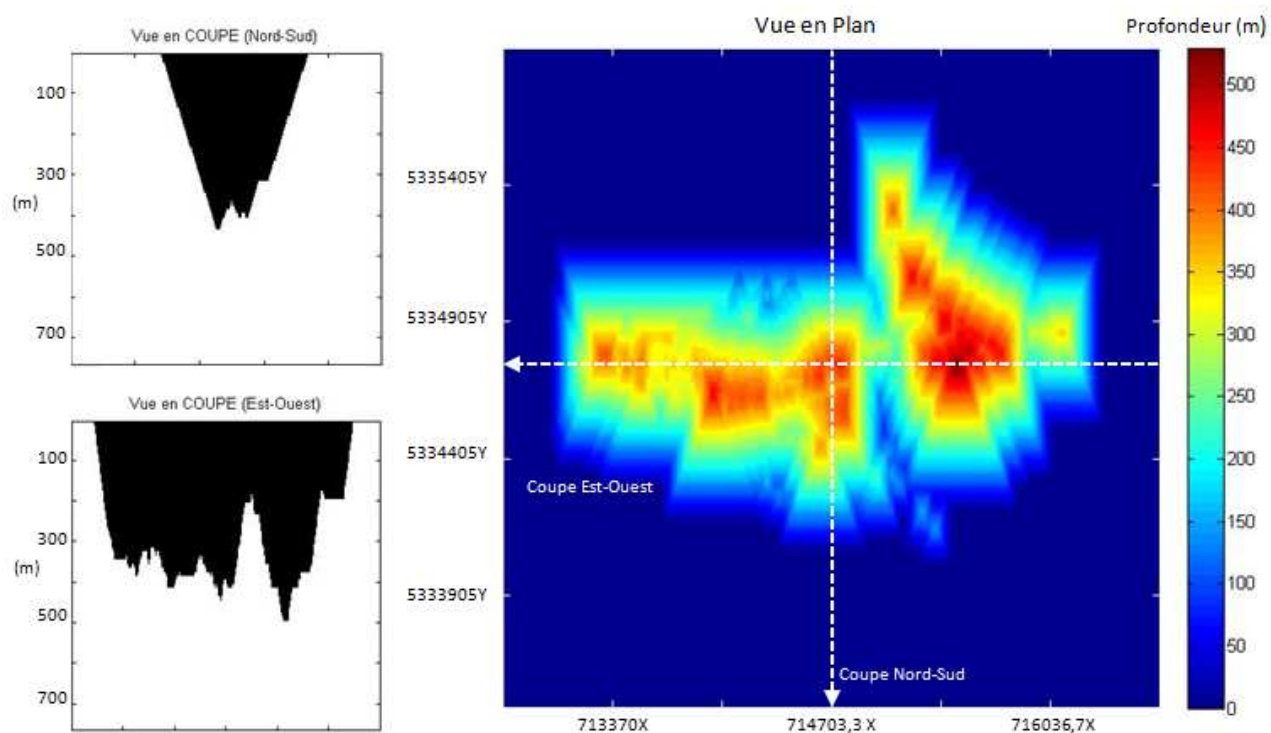 Vue en COUPE (Nord-Sud)
100
300
(m)
500
700
Vue en COUPE (Est-Ouest)
100
300
(m)
500
700
Vue en Plan
5335405Y
5334905Y
5334405Y
5333905Y
Coupe Est-Ouest
Coupe Nord-Sud
713370X
714703,3 X
716036,7X
Profondeur (m)
500
450
400
350
300
250
200
150
100
50
0